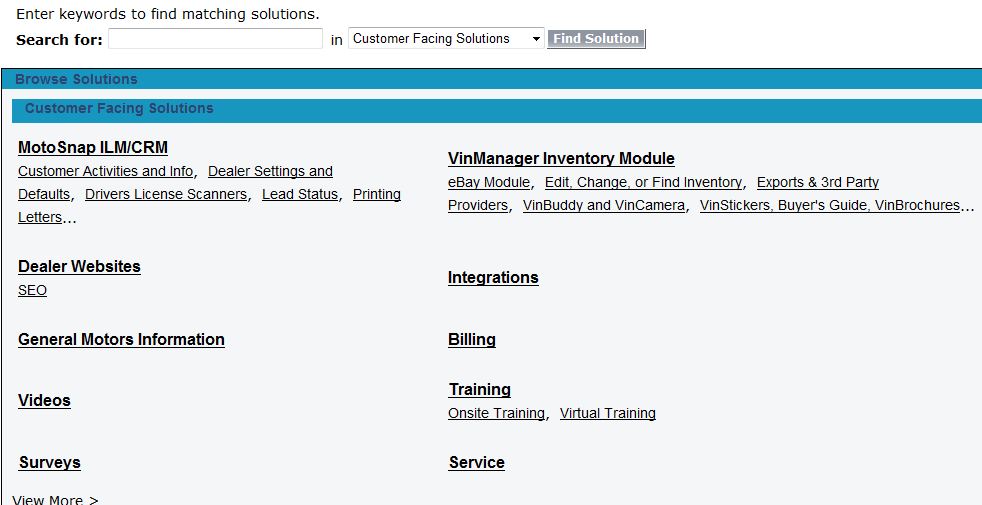 Enter keywords to find matching solutions.
Search for: in Customer Facing Solutions Find Solution
Browse Solutions
Customer Facing Solutions
MotoSnap ILM/CRM
Customer Activities and Info, Dealer Settings and
Defaults, Drivers License Scanners, Lead Status, Printing
Letters...
VinManager Inventory Module
eBay Module, Edit, Change, or Find Inventory, Exports & 3rd Party
Providers, VinBuddy and VinCamera, VinStickers, Buyer's Guide, VinBrochures...
Dealer Websites
SEO
Integrations
General Motors Information
Billing
Videos
Training
Onsite Training, Virtual Training
Surveys
Service
View More >